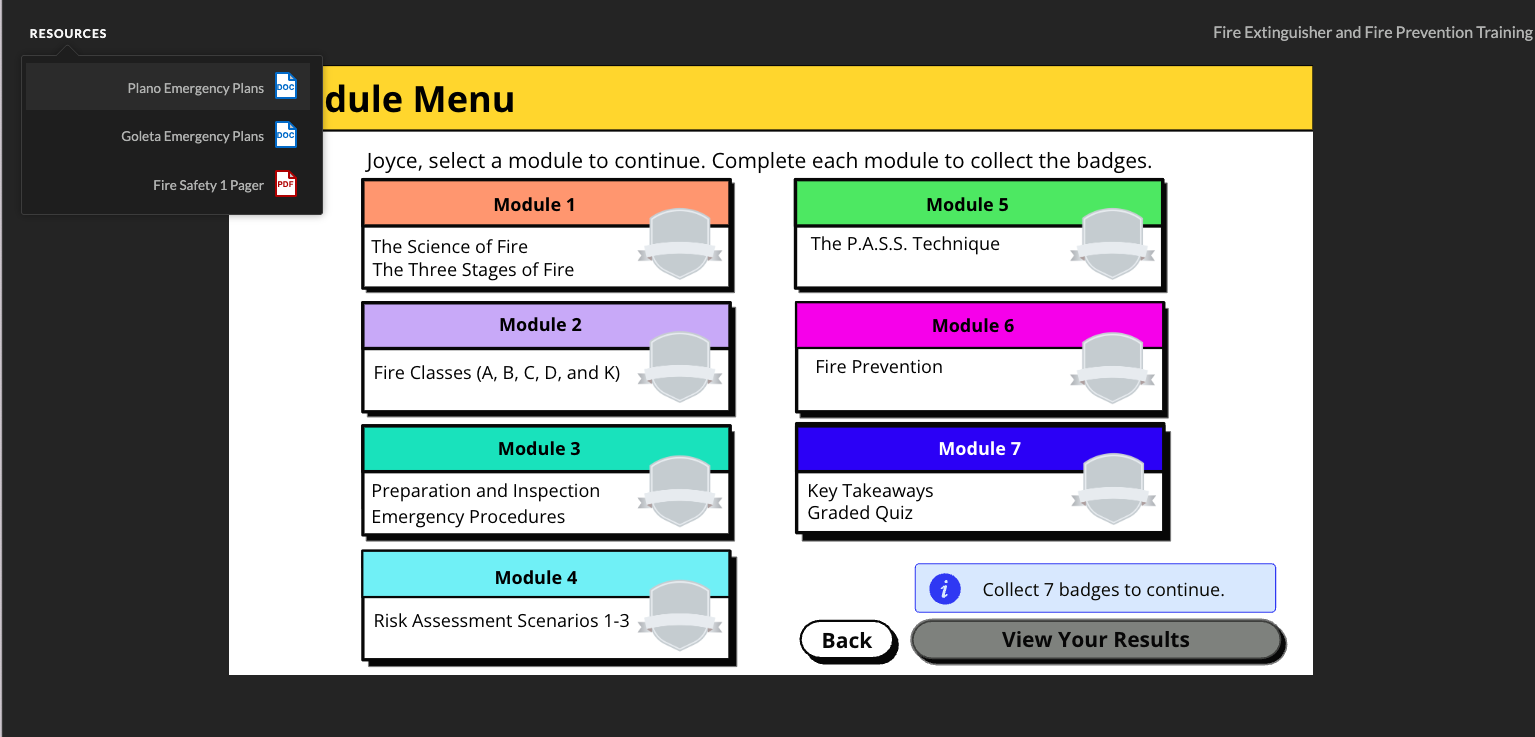 RESOURCES
Fire Extinguisher and Fire Prevention Training
Plano Emergency Plans
DOC
Goleta Emergency Plans
DOC
Fire Safety 1 Pager
PDF
dule Menu
Joyce, select a module to continue. Complete each module to collect the badges.
Module 1
The Science of Fire
The Three Stages of Fire
Module 2
Fire Classes (A, B, C, D, and K)
Module 3
Preparation and Inspection
Emergency Procedures
Module 4
Risk Assessment Scenarios 1-3
Module 5
The P.A.S.S. Technique
Module 6
Fire Prevention
Module 7
Key Takeaways
Graded Quiz
i
Collect 7 badges to continue.
Back
View Your Results